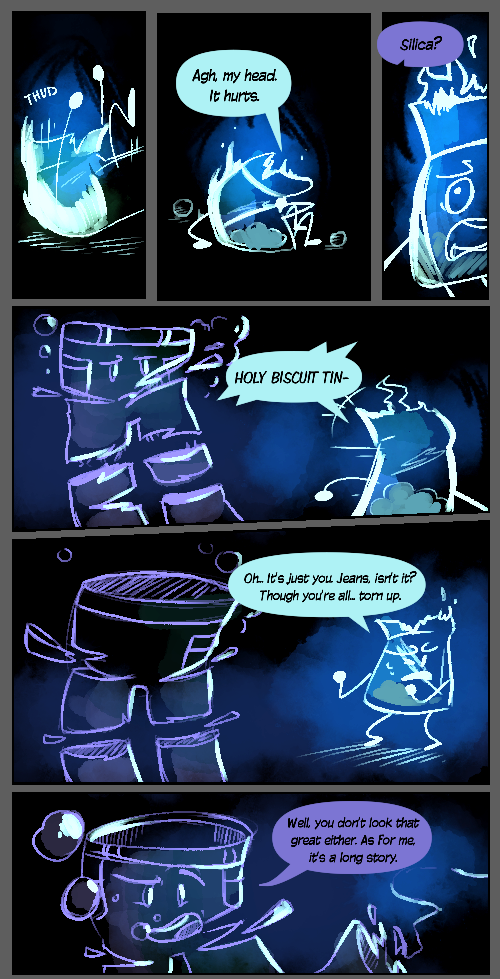 THUD
Agh, my head.
It hurts.
Silica?
HOLY BISCUIT TIN-
Oh... It's just you. Jeans, isn't it?
Though you're all... torn up.
Well, you don't look that
great either. As for me,
it's a long story.